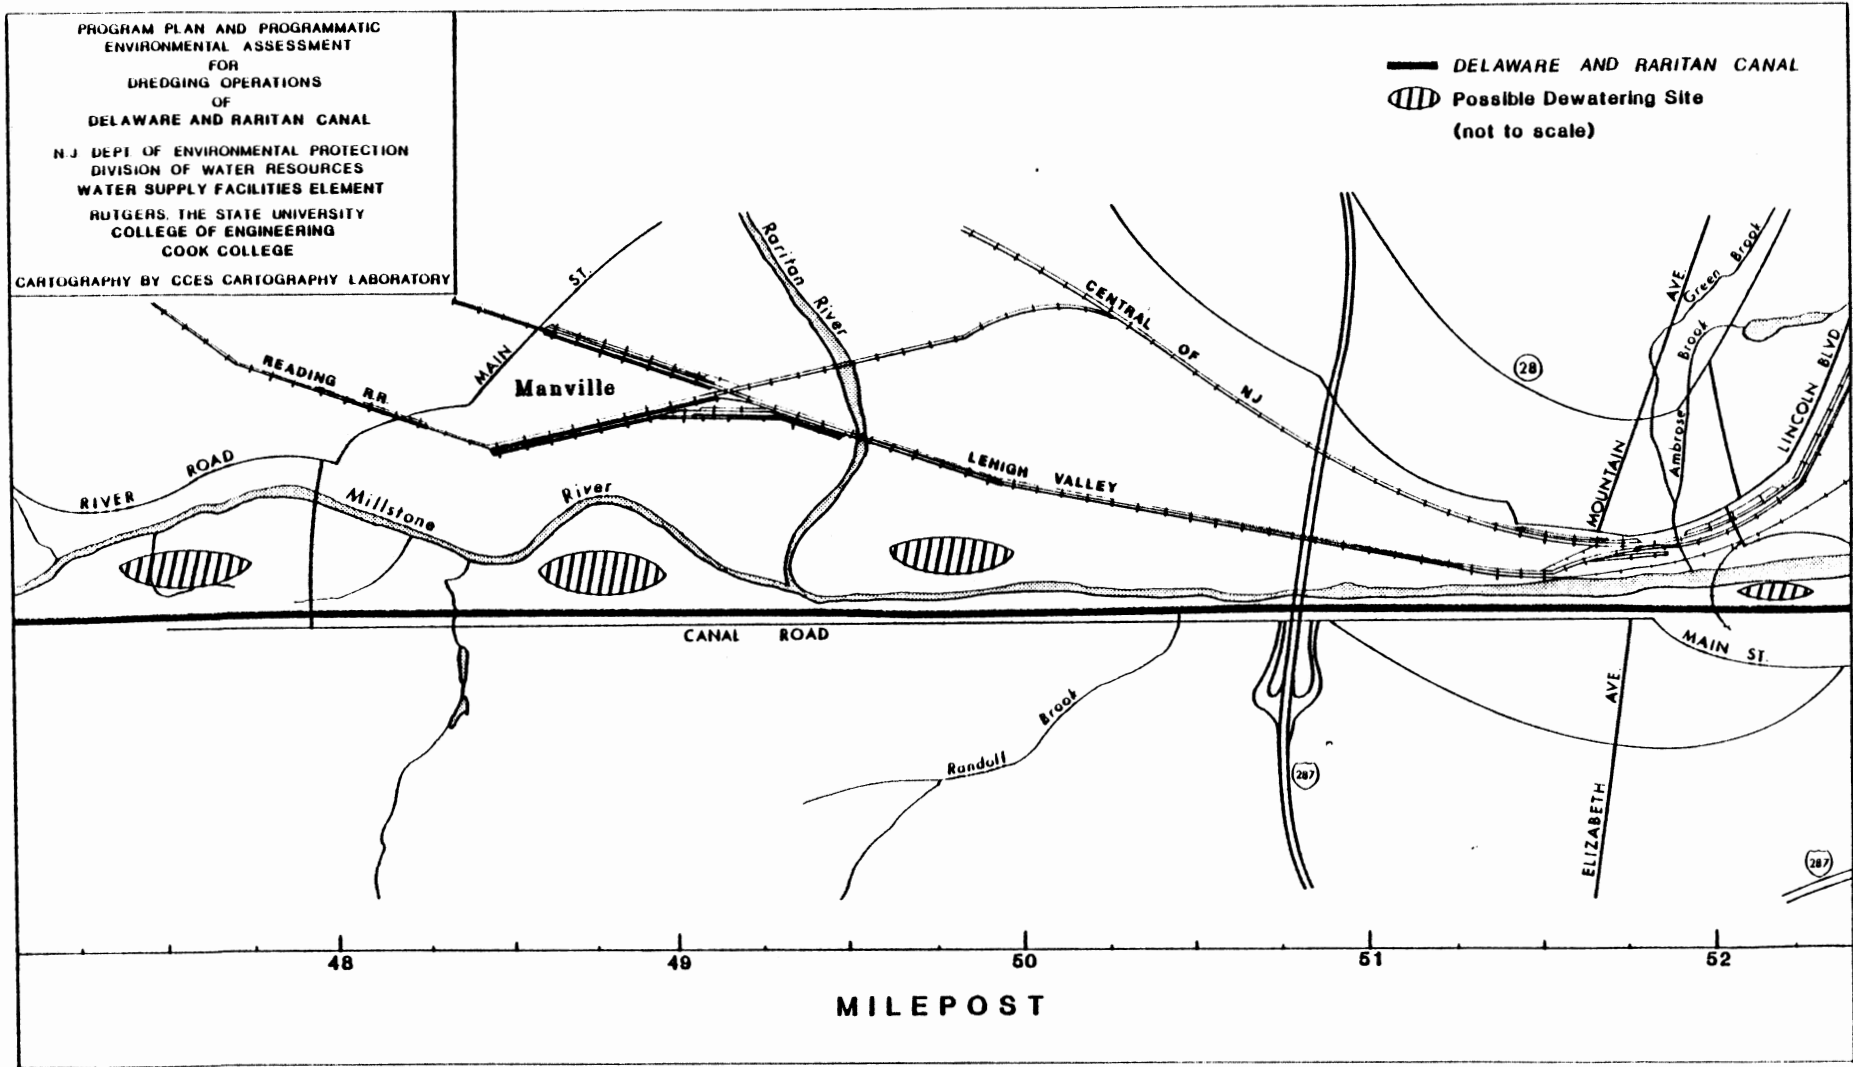 PROGRAM PLAN AND PROGRAMMATIC
ENVIRONMENTAL ASSESSMENT
FOR
DREDGING OPERATIONS
OF
DELAWARE AND RARITAN CANAL
N.J DEPT. OF ENVIRONMENTAL PROTECTION
DIVISION OF WATER RESOURCES
WATER SUPPLY FACILITIES ELEMENT
RUTGERS, THE STATE UNIVERSITY
COLLEGE OF ENGINEERING
COOK COLLEGE
CARTOGRAPHY BY CCES CARTOGRAPHY LABORATORY
DELAWARE AND RARITAN CANAL
Possible Dewatering Site
(not to scale)
Raritan River
MAIN ST.
READING R.R.
Manville
CENTRAL OF NJ
28
MOUNTAIN AVE.
Green Brook
Ambrose Brook
LINCOLN BLVD
RIVER ROAD
Millstone River
LEHIGH VALLEY
CANAL ROAD
MAIN ST.
Randoll Brook
287
ELIZABETH AVE.
287
48 49 50 51 52
MILEPOST